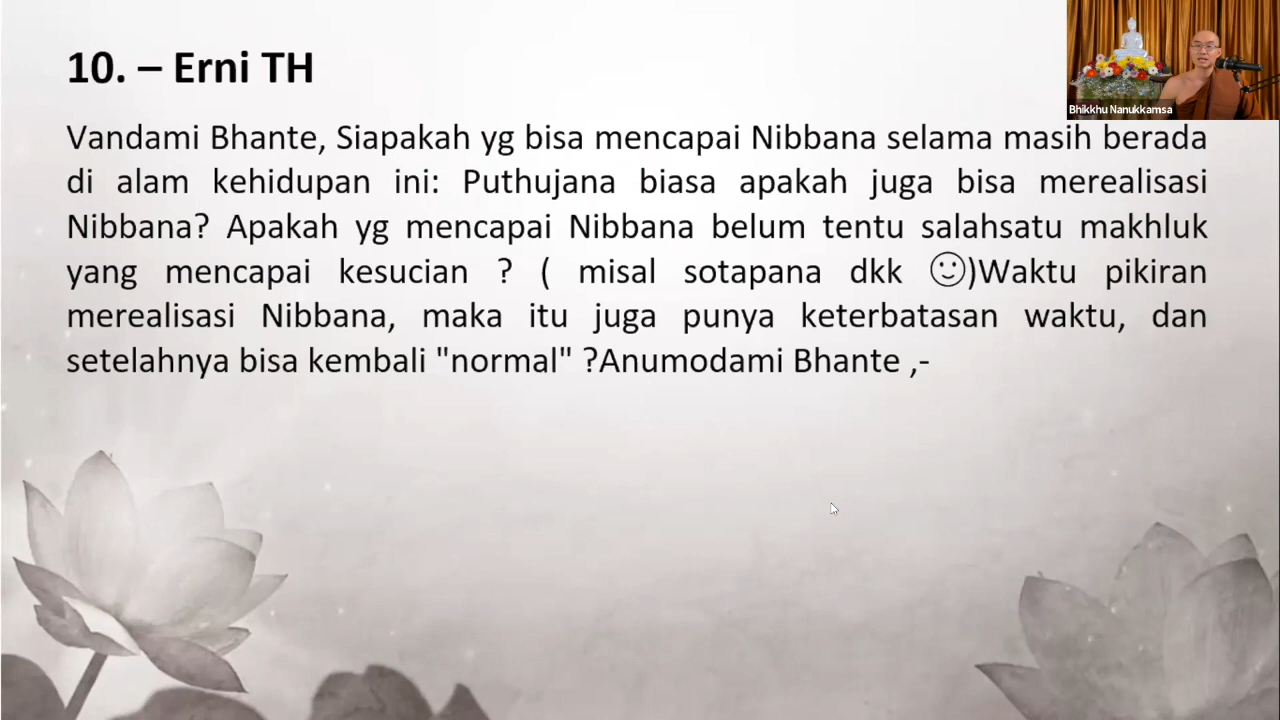 10. – Erni TH
Bhikkhu Nanukkamsa
Vandami Bhante, Siapakah yg bisa mencapai Nibbana selama masih berada
di alam kehidupan ini: Puthujana biasa apakah juga bisa merealisasi
Nibbana? Apakah yg mencapai Nibbana belum tentu salahsatu makhluk
yang mencapai kesucian ? ( misal sotapana dkk ☺)Waktu pikiran
merealisasi Nibbana, maka itu juga punya keterbatasan waktu, dan
setelahnya bisa kembali "normal" ?Anumodami Bhante ,-